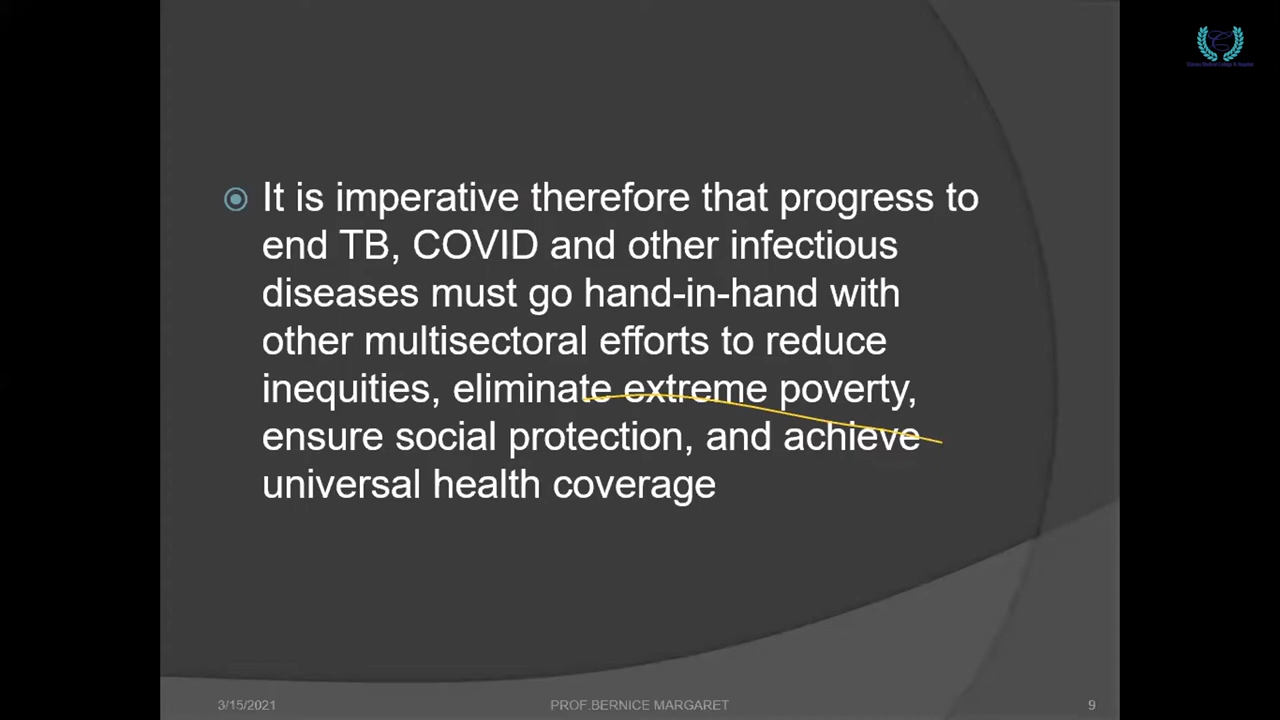 It is imperative therefore that progress to
end TB, COVID and other infectious
diseases must go hand-in-hand with
other multisectoral efforts to reduce
inequities, eliminate extreme poverty,
ensure social protection, and achieve
universal health coverage
3/15/2021
PROF.BERNICE MARGARET
9